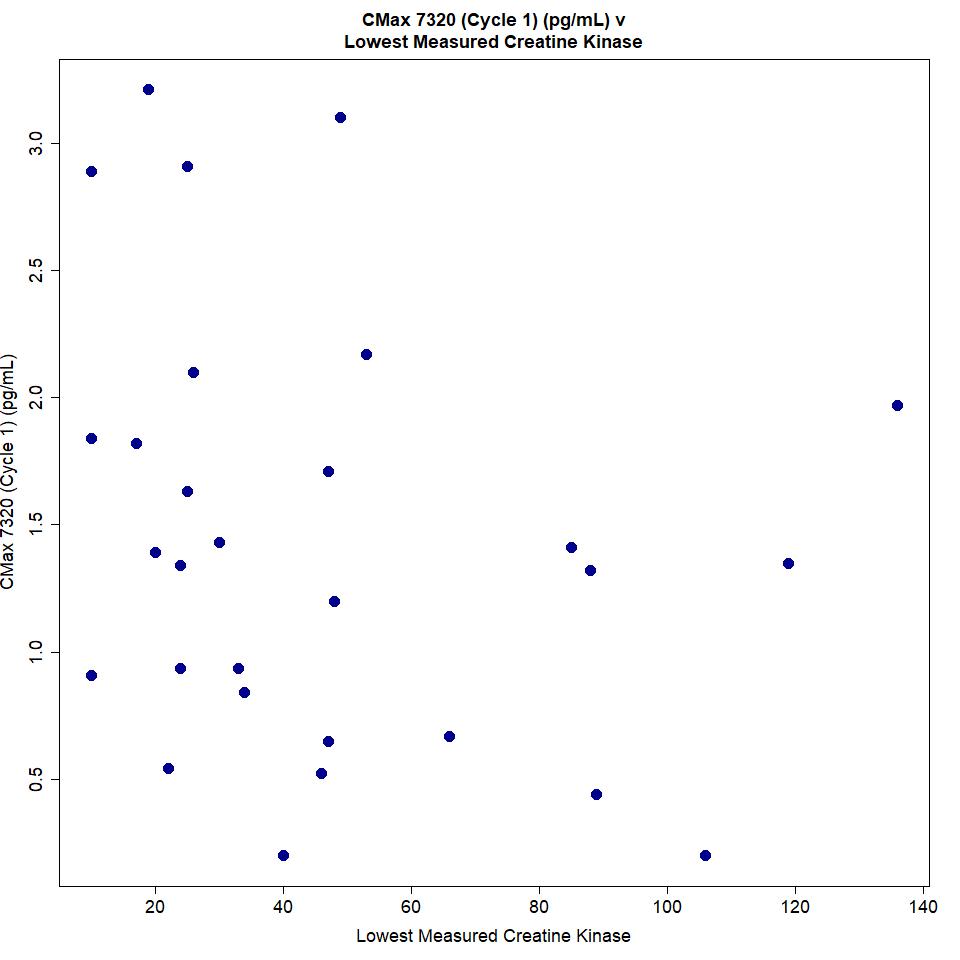 CMax 7320 (Cycle 1) (pg/mL) v
Lowest Measured Creatine Kinase
CMax 7320 (Cycle 1) (pg/mL)
3.0
2.5
2.0
1.5
1.0
0.5
20 40 60 80 100 120 140
Lowest Measured Creatine Kinase